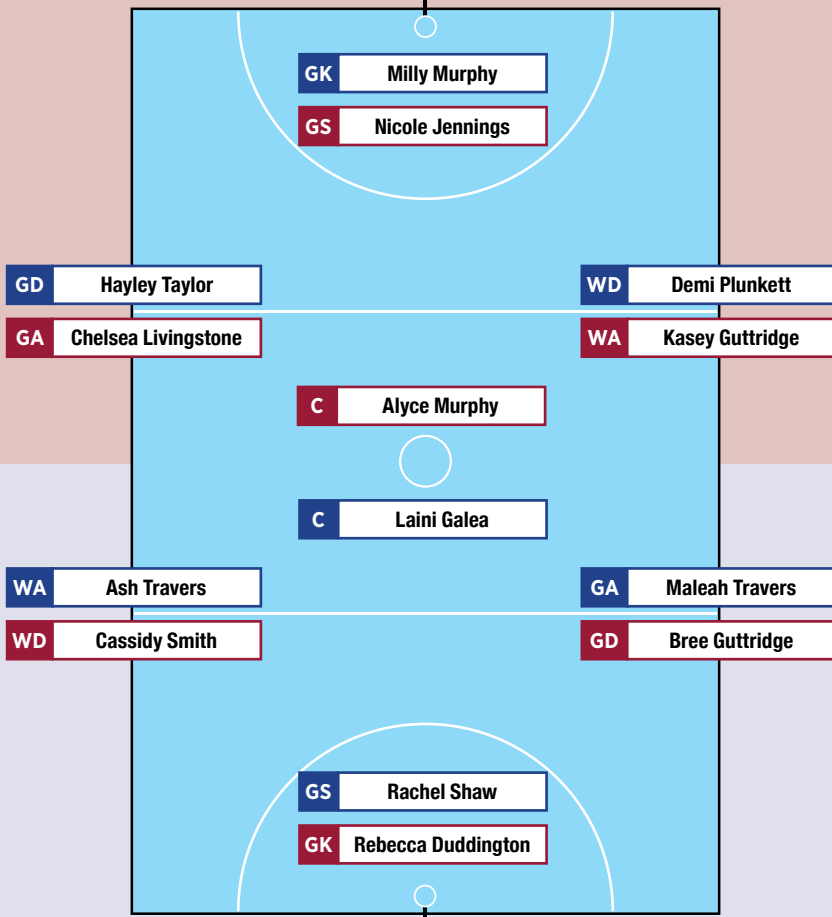 GK Milly Murphy
GS Nicole Jennings
GD Hayley Taylor
WD Demi Plunkett
GA Chelsea Livingstone
WA Kasey Guttridge
C Alyce Murphy
C Laini Galea
WA Ash Travers
GA Maleah Travers
WD Cassidy Smith
GD Bree Guttridge
GS Rachel Shaw
GK Rebecca Duddington